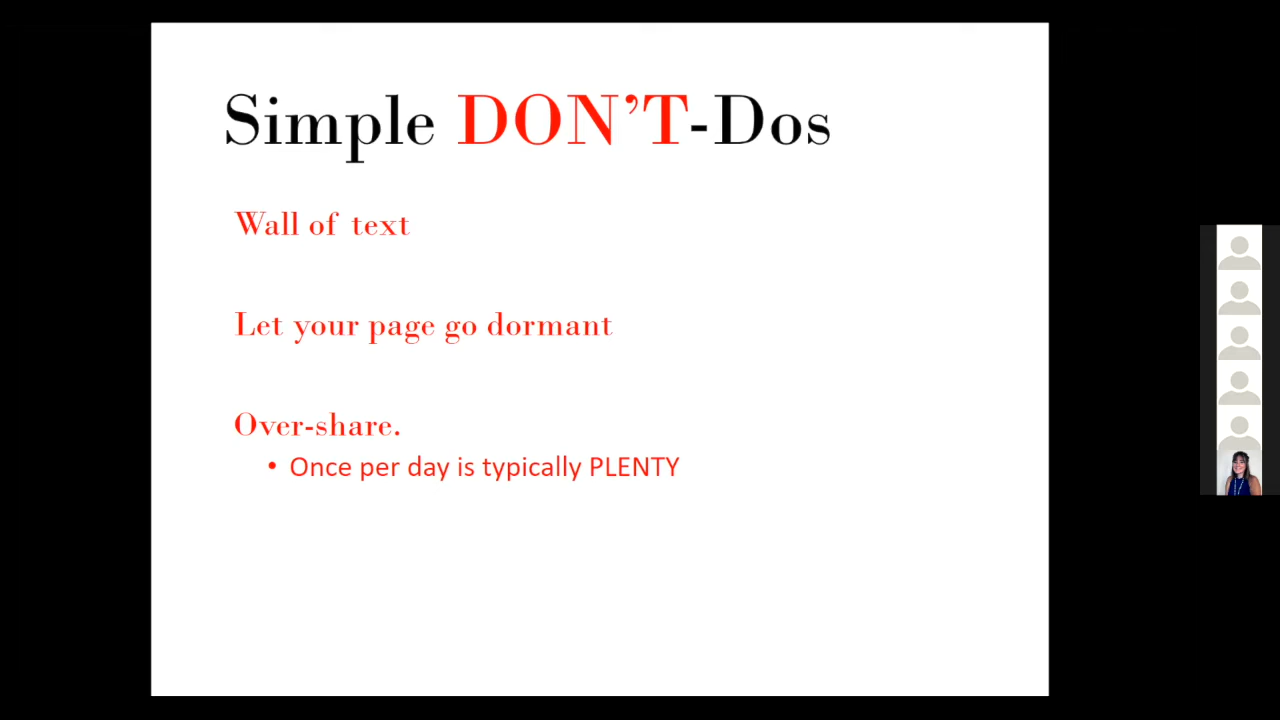 Simple DON’T-Dos
Wall of text
Let your page go dormant
Over-share.
• Once per day is typically PLENTY